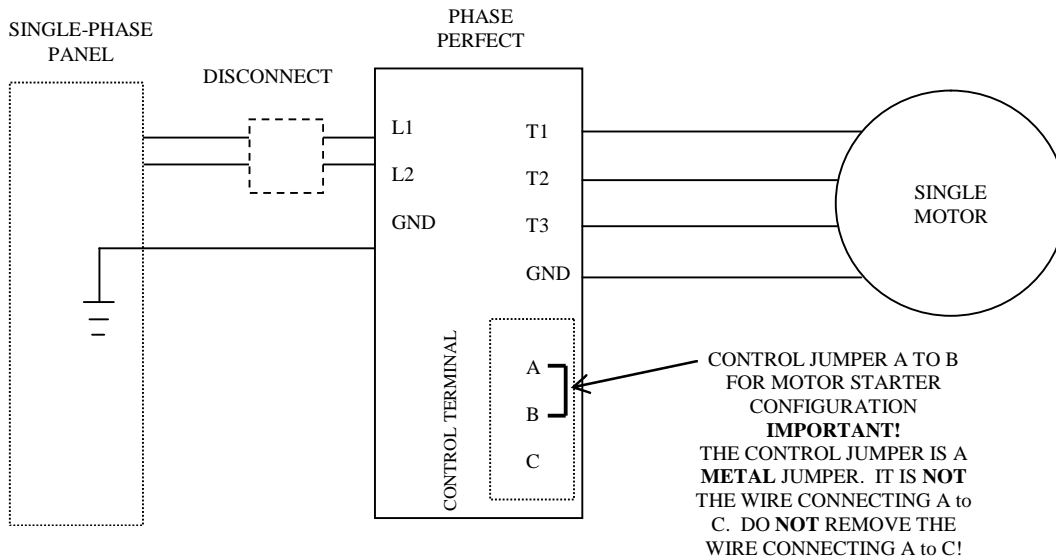 SINGLE-PHASE
PANEL
DISCONNECT
PHASE
PERFECT
L1
L2
GND
T1
T2
T3
GND
SINGLE
MOTOR
CONTROL TERMINAL
A
B
C
CONTROL JUMPER A TO B
FOR MOTOR STARTER
CONFIGURATION
IMPORTANT!
THE CONTROL JUMPER IS A
METAL JUMPER. IT IS NOT
THE WIRE CONNECTING A to
C. DO NOT REMOVE THE
WIRE CONNECTING A to C!